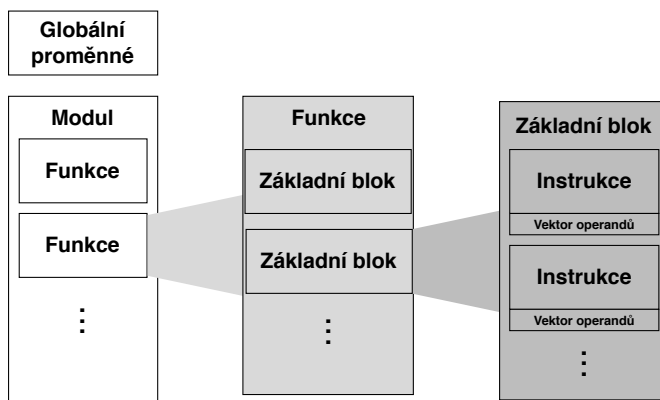 Globální
proměnné
Modul
Funkce
Funkce
⋮
Funkce
Základní blok
Základní blok
⋮
Základní blok
Instrukce
Vektor operandů
Instrukce
Vektor operandů
⋮